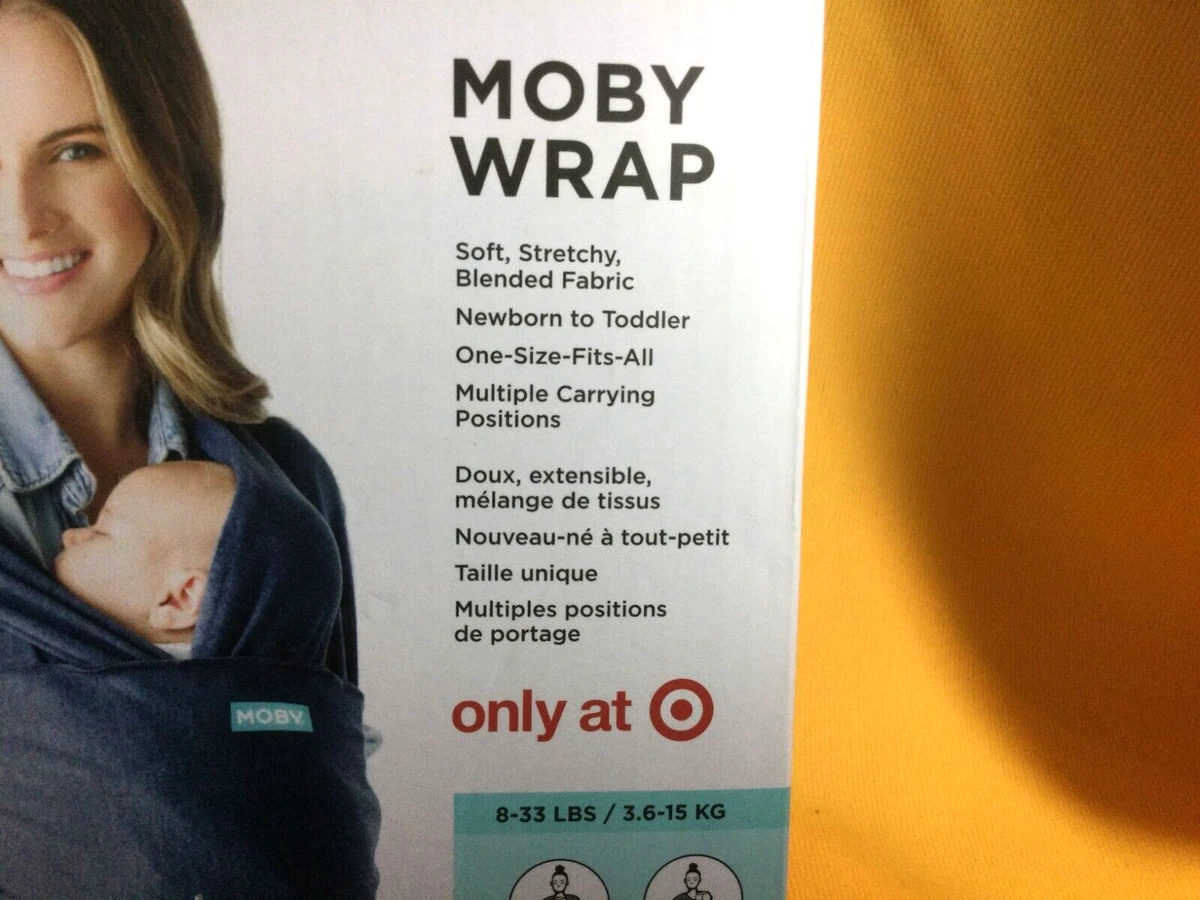 MOBY
WRAP
Soft, Stretchy,
Blended Fabric
Newborn to Toddler
One-Size-Fits-All
Multiple Carrying
Positions
Doux, extensible,
mélange de tissus
Nouveau-né à tout-petit
Taille unique
Multiples positions
de portage
only at
MOBY
8-33 LBS / 3.6-15 KG